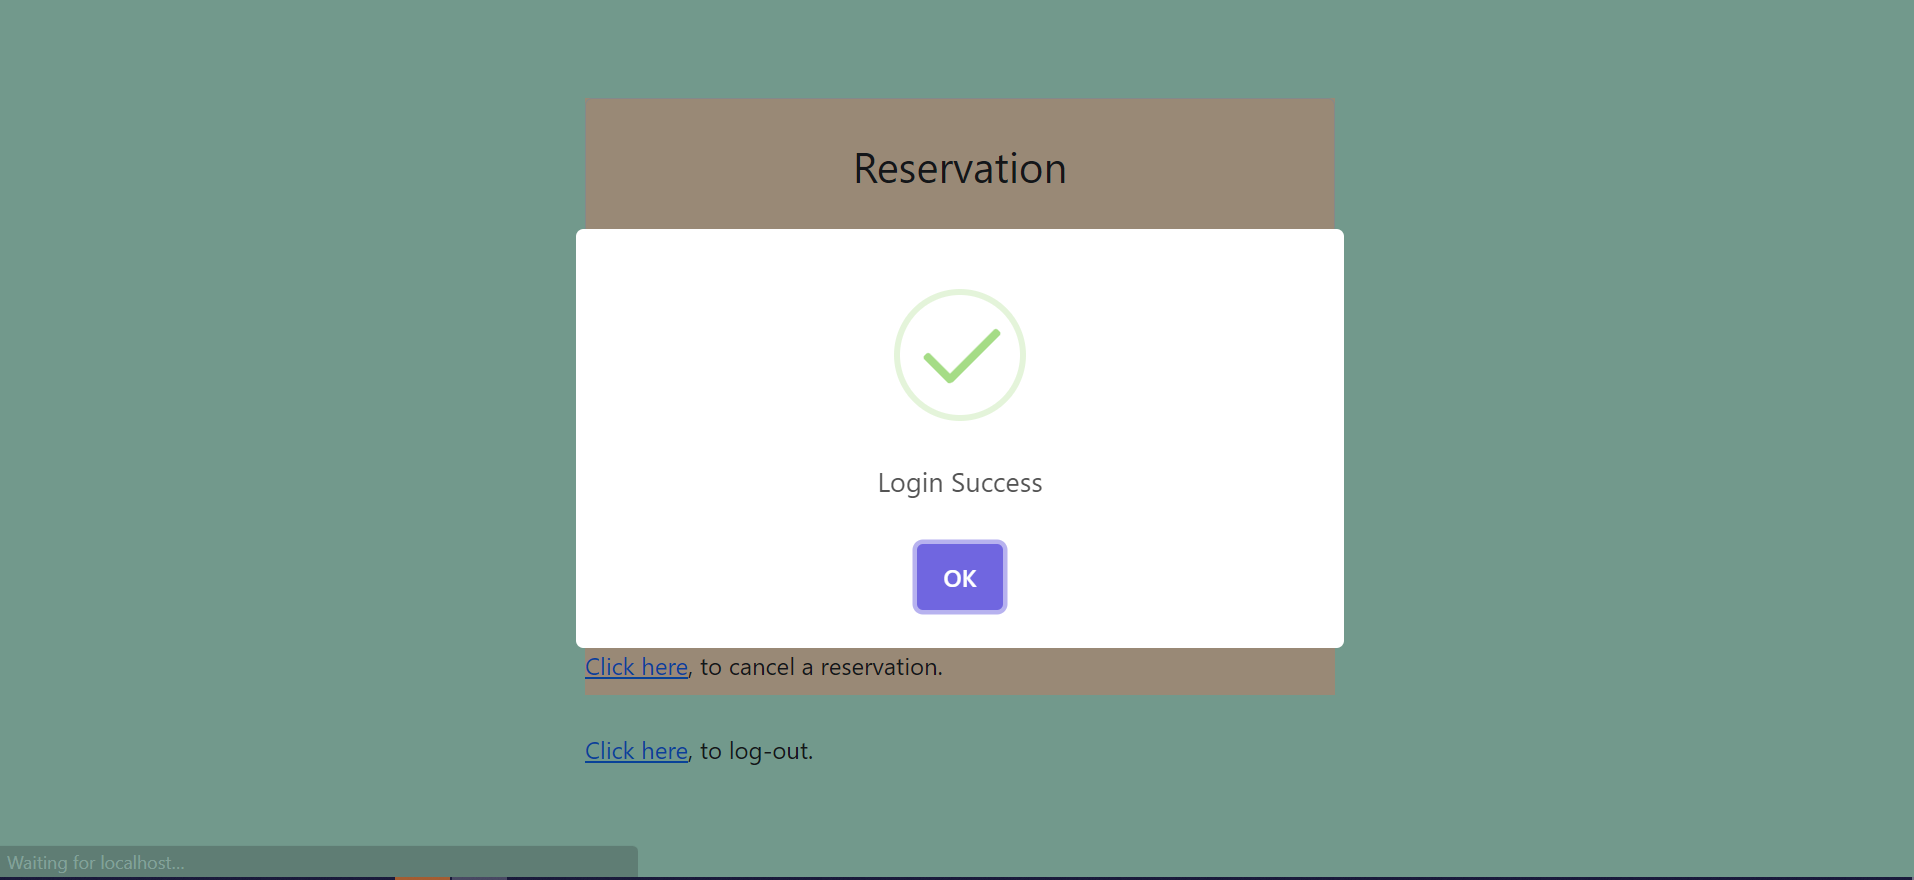 Reservation
Login Success
OK
Click here, to cancel a reservation.
Click here, to log-out.
Waiting for localhost...